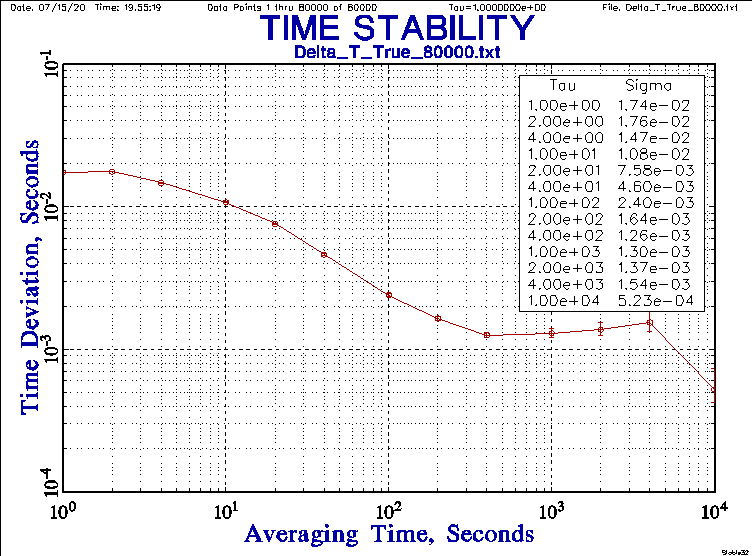 Date: 07/15/20 Time: 19:55:19 Data Points 1 thru 80000 of 80000 Tau=1.0000000e+00 File: Delta_T_True_80000.txt
TIME STABILITY
Delta_T_True_80000.txt
Tau Sigma
1.00e+00 1.74e-02
2.00e+00 1.76e-02
4.00e+00 1.47e-02
1.00e+01 1.08e-02
2.00e+01 7.58e-03
4.00e+01 4.60e-03
1.00e+02 2.40e-03
2.00e+02 1.64e-03
4.00e+02 1.26e-03
1.00e+03 1.30e-03
2.00e+03 1.37e-03
4.00e+03 1.54e-03
1.00e+04 5.23e-04
Time Deviation, Seconds
10⁻¹
10⁻²
10⁻³
10⁻⁴
10⁰ 10¹ 10² 10³ 10⁴
Averaging Time, Seconds
Stable32